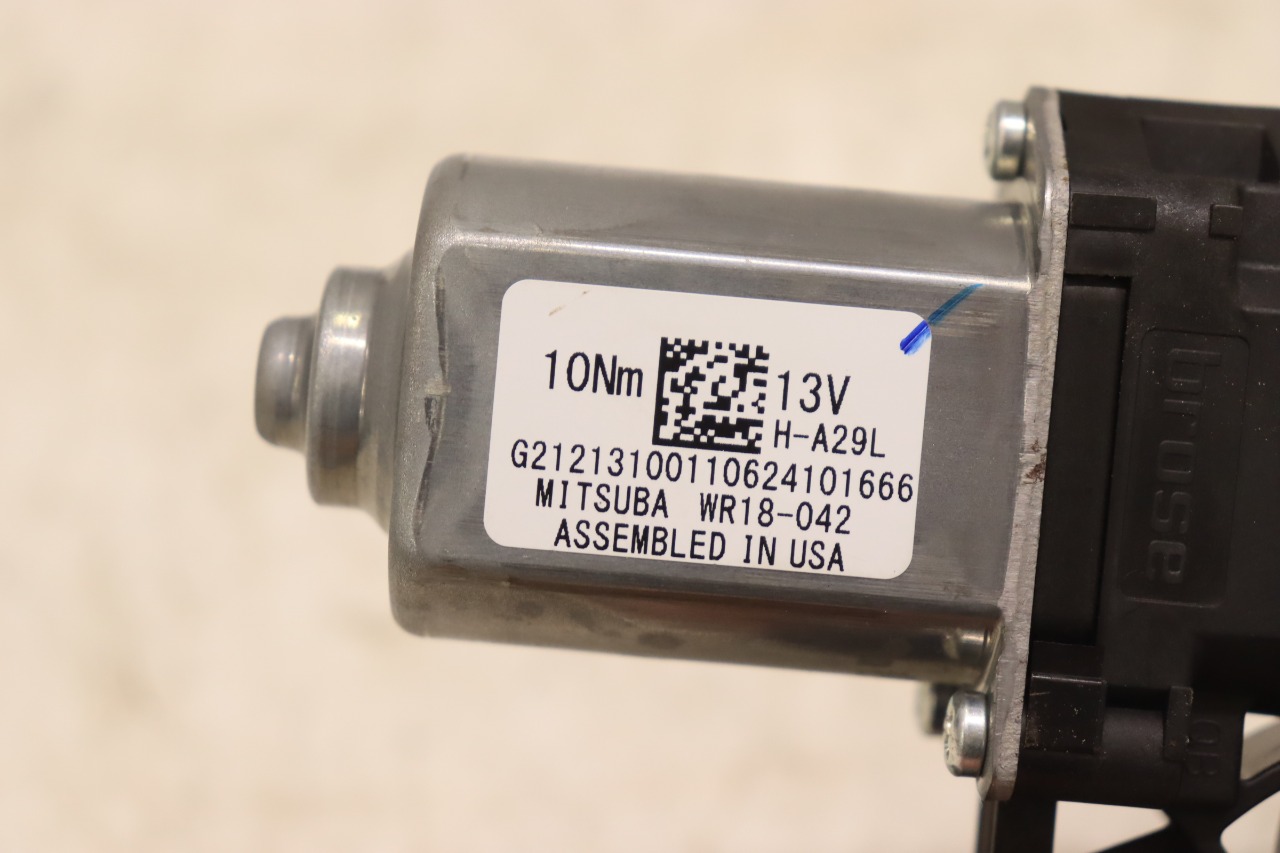 10Nm 13V
H-A29L
G21213100110624101666
MITSUBA WR18-042
ASSEMBLED IN USA
brose